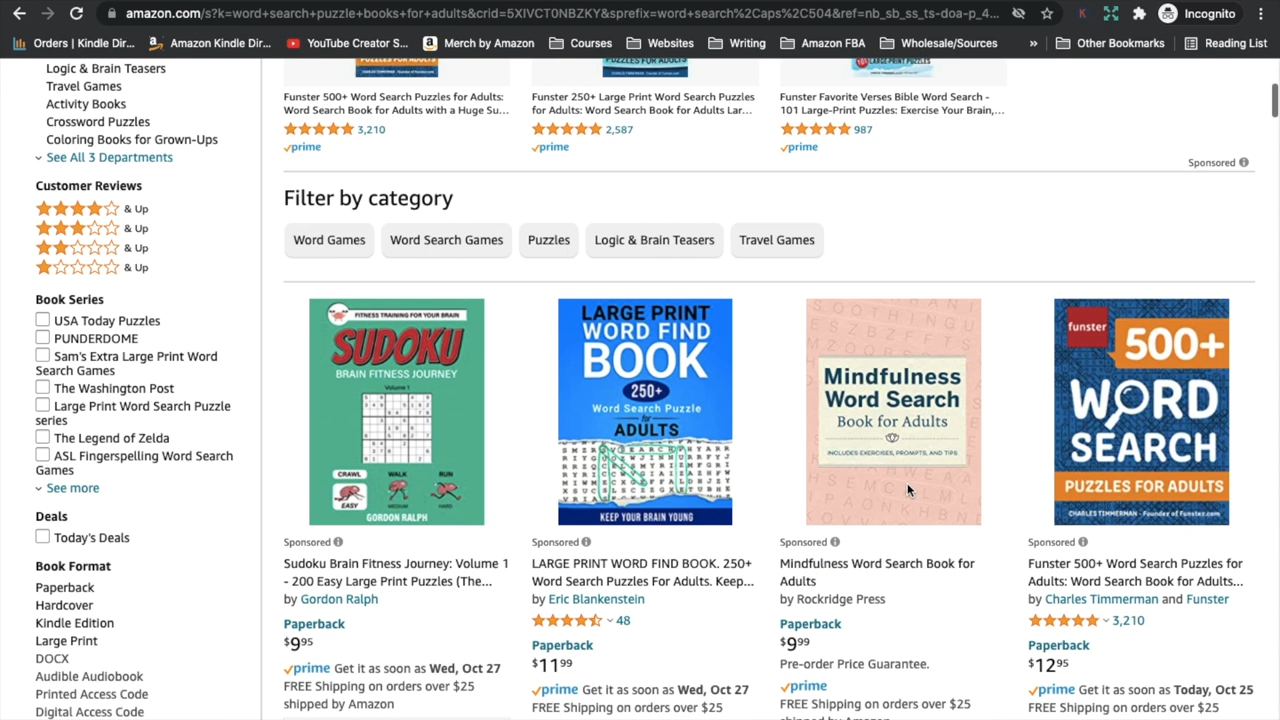 amazon.com/s?k=word+search+puzzle+books+for+adults&crid=5XIVCT0NBZKY&sprefix=word+search%2Caps%2C504&ref=nb_sb_ss_ts-doa-p_4...
Incognito
Orders | Kindle Dir...
Amazon Kindle Dir...
YouTube Creator S...
Merch by Amazon
Courses
Websites
Writing
Amazon FBA
Wholesale/Sources
»
Other Bookmarks
Reading List
Logic & Brain Teasers
Travel Games
Activity Books
Crossword Puzzles
Coloring Books for Grown-Ups
See All 3 Departments
Customer Reviews
& Up
& Up
& Up
& Up
Book Series
USA Today Puzzles
PUNDERDOME
Sam's Extra Large Print Word
Search Games
The Washington Post
Large Print Word Search Puzzle
series
The Legend of Zelda
ASL Fingerspelling Word Search
Games
See more
Deals
Today's Deals
Book Format
Paperback
Hardcover
Kindle Edition
Large Print
DOCX
Audible Audiobook
Printed Access Code
Digital Access Code
Funster 500+ Word Search Puzzles for
Adults: Word Search Book for Adults with a Huge Su...
3,210
prime
Funster 250+ Large Print Word Search Puzzles
for Adults: Word Search Book for Adults Lar...
2,587
prime
LARGE PRINT PUZZLES
Funster Favorite Verses Bible Word Search -
101 Large-Print Puzzles: Exercise Your Brain,...
987
prime
Sponsored
Filter by category
Word Games
Word Search Games
Puzzles
Logic & Brain Teasers
Travel Games
FITNESS TRAINING FOR YOUR BRAIN
SUDOKU
BRAIN FITNESS JOURNEY
Volume 1
CRAWL
WALK
RUN
EASY
MEDIUM
HARD
GORDON RALPH
Sponsored
Sudoku Brain Fitness Journey: Volume 1
- 200 Easy Large Print Puzzles (The...
by Gordon Ralph
Paperback
$9.95
prime Get it as soon as Wed, Oct 27
FREE Shipping on orders over $25
shipped by Amazon
LARGE PRINT
WORD FIND
BOOK
250+
Word Search Puzzle
for
ADULTS
KEEP YOUR BRAIN YOUNG
Sponsored
LARGE PRINT WORD FIND BOOK. 250+
Word Search Puzzles For Adults. Keep...
by Eric Blankenstein
48
Paperback
$11.99
prime Get it as soon as Wed, Oct 27
FREE Shipping on orders over $25
Mindfulness
Word Search
Book for Adults
INCLUDES EXERCISES, PROMPTS, AND TIPS
Sponsored
Mindfulness Word Search Book for
Adults
by Rockridge Press
Paperback
$9.99
Pre-order Price Guarantee.
prime
FREE Shipping on orders over $25
shipped by Amazon
funster
500+
WORD
SEARCH
PUZZLES FOR ADULTS
CHARLES TIMMERMAN - Founder of Funster.com
Sponsored
Funster 500+ Word Search Puzzles for
Adults: Word Search Book for Adults...
by Charles Timmerman and Funster
3,210
Paperback
$12.95
prime Get it as soon as Today, Oct 25
FREE Shipping on orders over $25